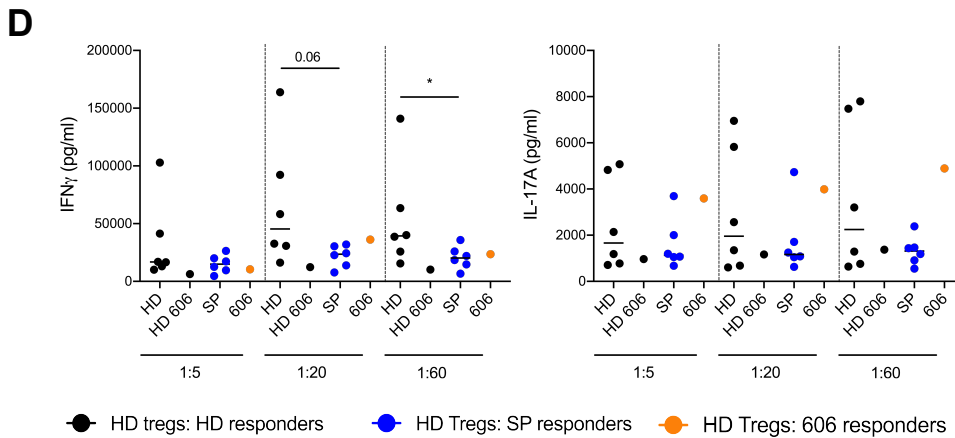 D
200000
150000
100000
50000
0
IFNγ (pg/ml)
0.06
*
HD
HD 606
SP
606
HD
HD 606
SP
606
HD
HD 606
SP
606
1:5
1:20
1:60
10000
8000
6000
4000
2000
0
IL-17A (pg/ml)
HD
HD 606
SP
606
HD
HD 606
SP
606
HD
HD 606
SP
606
1:5
1:20
1:60
HD tregs: HD responders
HD Tregs: SP responders
HD Tregs: 606 responders